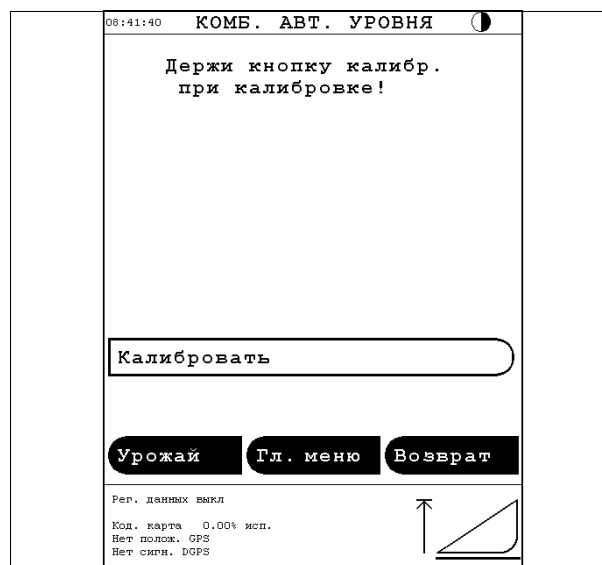 08:41:40 КОМБ. АВТ. УРОВНЯ
Держи кнопку калибр.
при калибровке!
Калибровать
Урожай Гл. меню Возврат
Рег. данных выкл
Код. карта 0.00% исп.
Нет полож. GPS
Нет сигн. DGPS